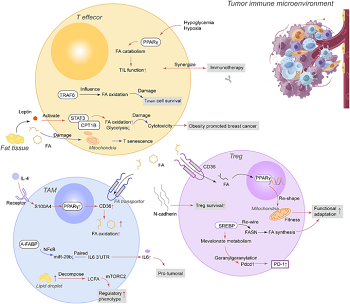 Tumor immune microenvironment
T effecor
Hypoglycemia
Hypoxia
PPARα
FA catabolism
TIL function↑
Synergize
Immunotherapy
TRAF6
Influence
FA oxidation
Damage
cell survival
Leptin
Activate
STAT3
CPT1B
FA oxidation↑
Glycorysis↓
Damage
Cytotoxicity
Obesity promoted breast cancer
Fat tissue
FA
Damage
Mitochondria
T senescence
FA
CD36
Treg
IL-4
Receptor
TAM
S100A4
PPARγ
CD36↑
FA transportor
FA oxidation↑
FA
PPARγ
Mitochondria
Re-shape
Fitness
Functional
adaptation ↑
N-cadherin
Treg survival
SREBP
Re-wire
FASN
FA synthesis
Mevalonate metabolism
Geranylgeranylation
Pdcd1
PD-1↑
A-FABP
NFκB
miR-29b
Paired
IL6 3'UTR
IL6
Pro tumoral
Lipid droplet
Decompose
LCFA
mTORC2
Regulatory
phenotype